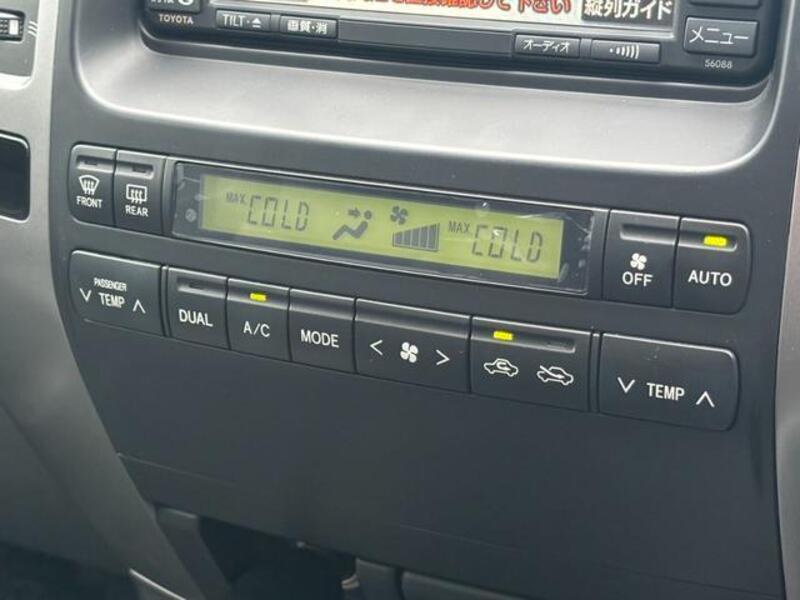 TOYOTA
TILT
画質・消
オーディオ
縦列ガイド
メニュー
56088
FRONT
REAR
MAX. COLD
MAX. COLD
OFF
AUTO
PASSENGER
TEMP
DUAL
A/C
MODE
TEMP